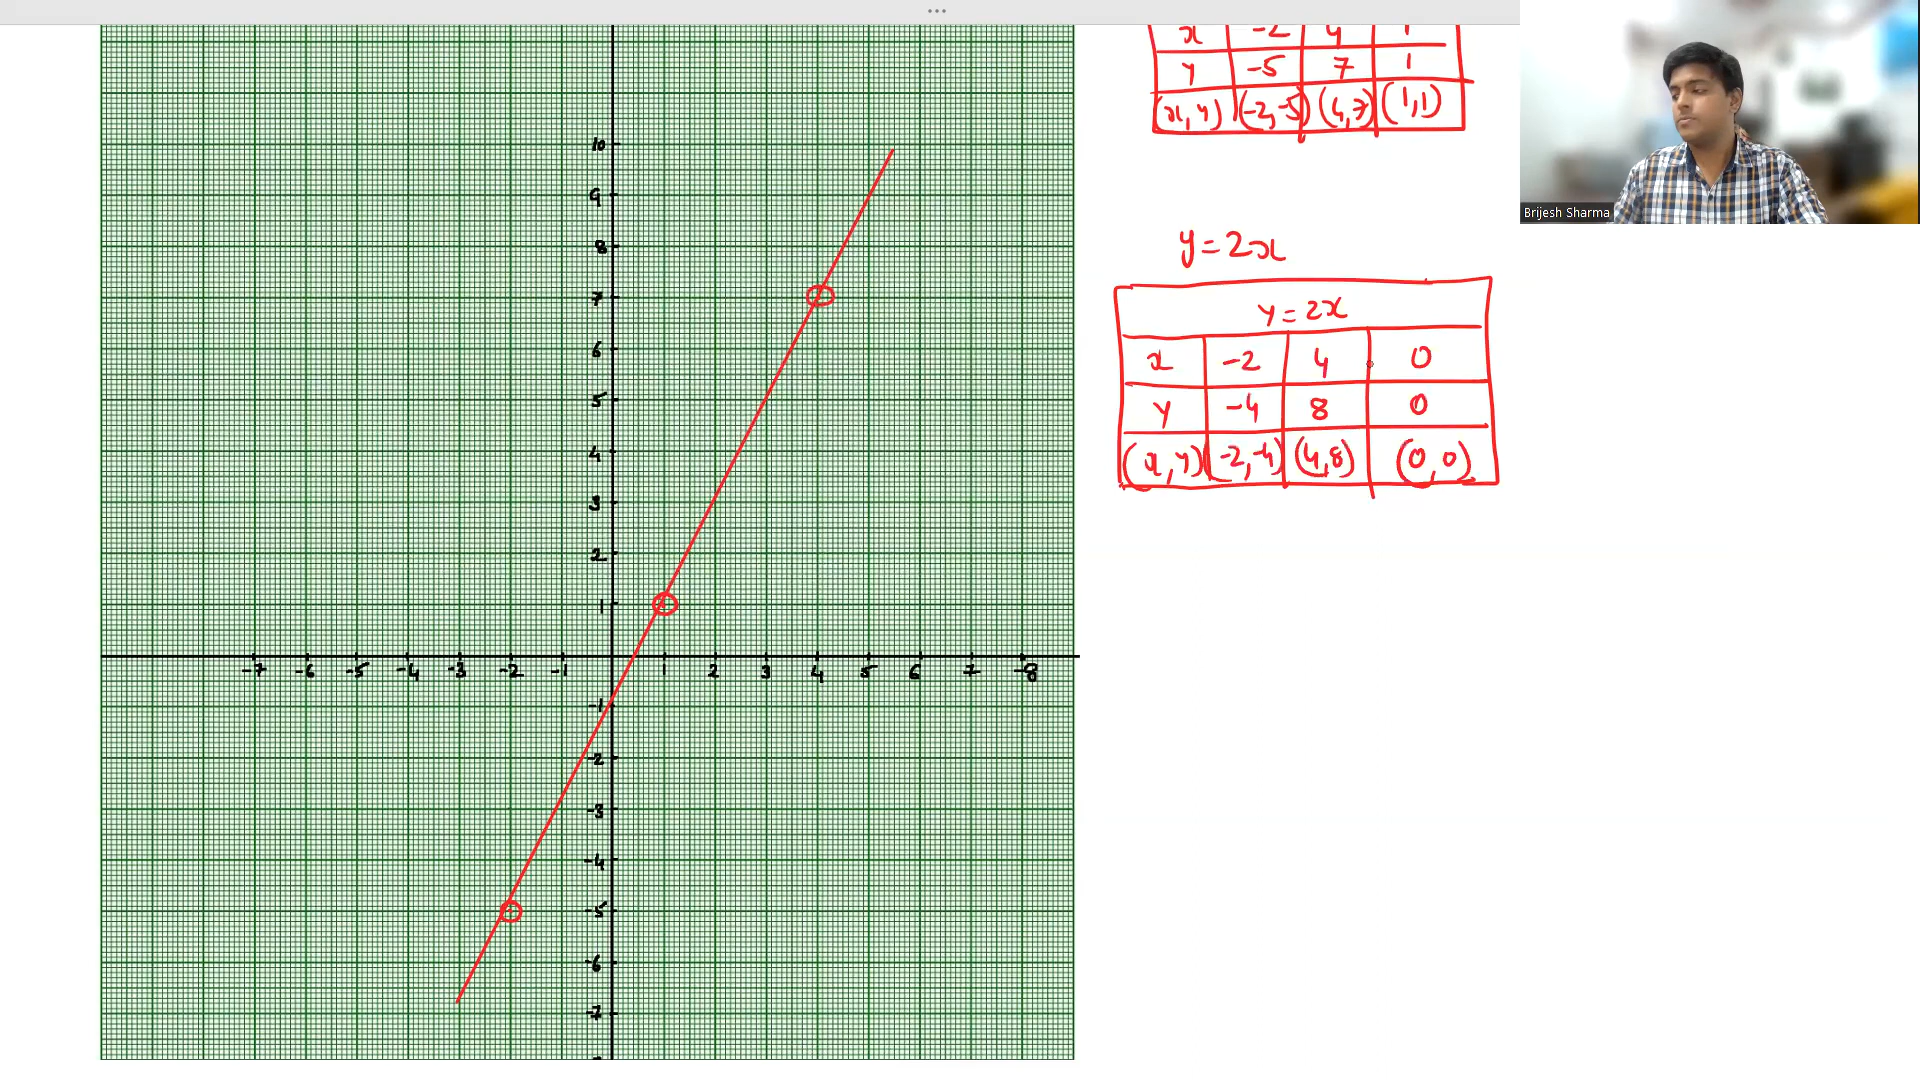 x -2 4 1
y -5 7 1
(x,y) (-2,-5) (4,7) (1,1)
Brijesh Sharma
y=2x
y=2x
x -2 4 0
y -4 8 0
(x,y) (-2,-4) (4,8) (0,0)
10
9
8
7
6
5
4
3
2
1
-7 -6 -5 -4 -3 -2 -1 1 2 3 4 5 6 7 -8
-1
-2
-3
-4
-5
-6
-7